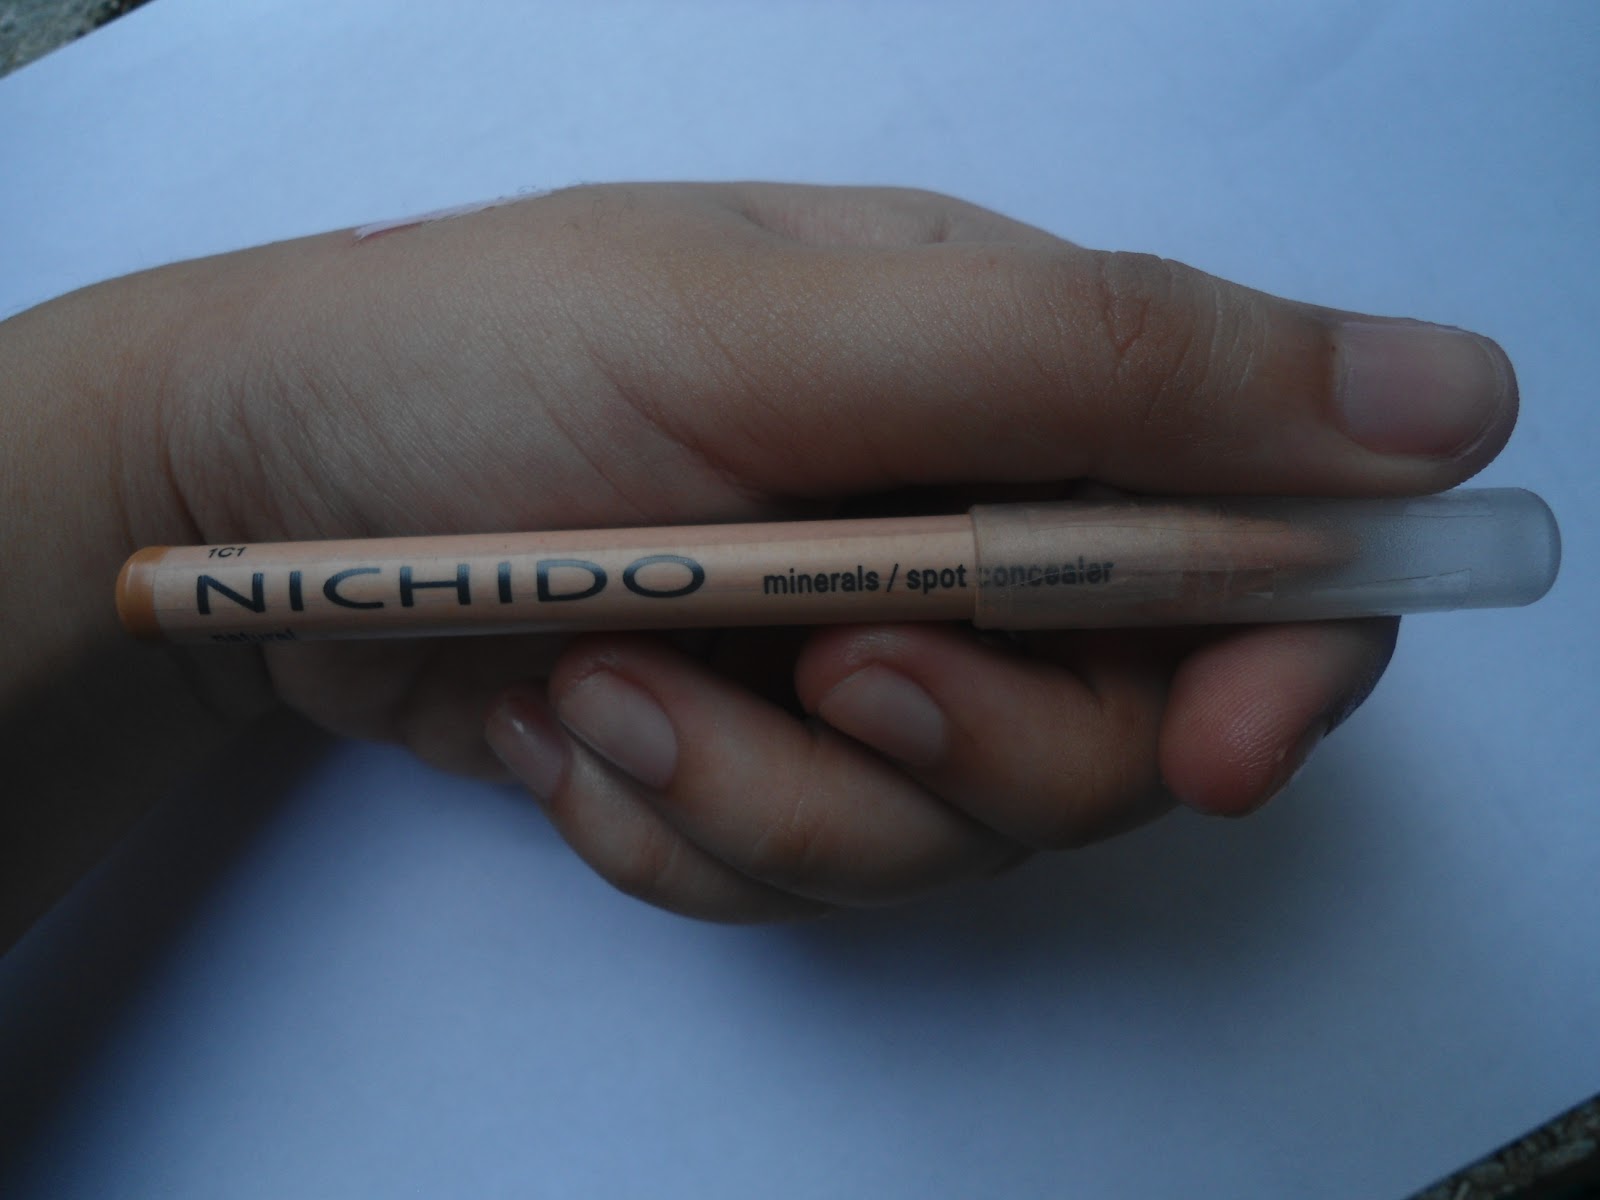 1C1
NICHIDO minerals / spot concealer
natural